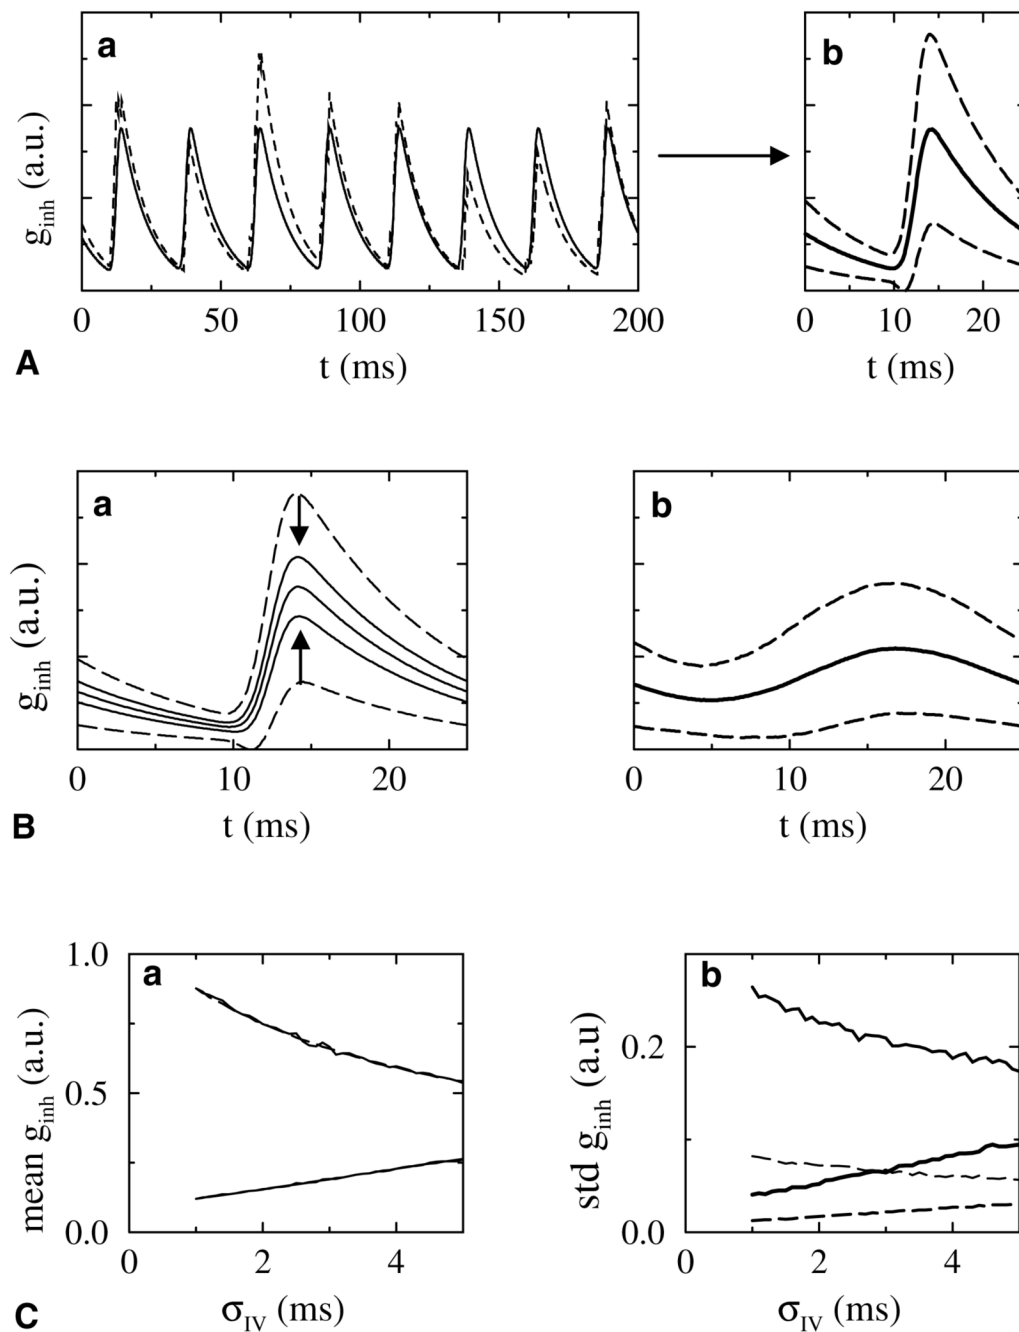 a
b
g_inh (a.u.)
0 50 100 150 200
0 10 20
t (ms)
t (ms)
A
a
b
g_inh (a.u.)
0 10 20
0 10 20
t (ms)
t (ms)
B
1.0
a
b
0.2
mean g_inh (a.u.)
0.5
std g_inh (a.u)
0.0
0.0
0 2 4
0 2 4
σ_IV (ms)
σ_IV (ms)
C